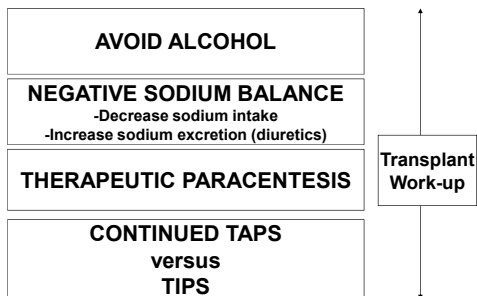 AVOID ALCOHOL
NEGATIVE SODIUM BALANCE
-Decrease sodium intake
-Increase sodium excretion (diuretics)
THERAPEUTIC PARACENTESIS
CONTINUED TAPS
versus
TIPS
Transplant
Work-up